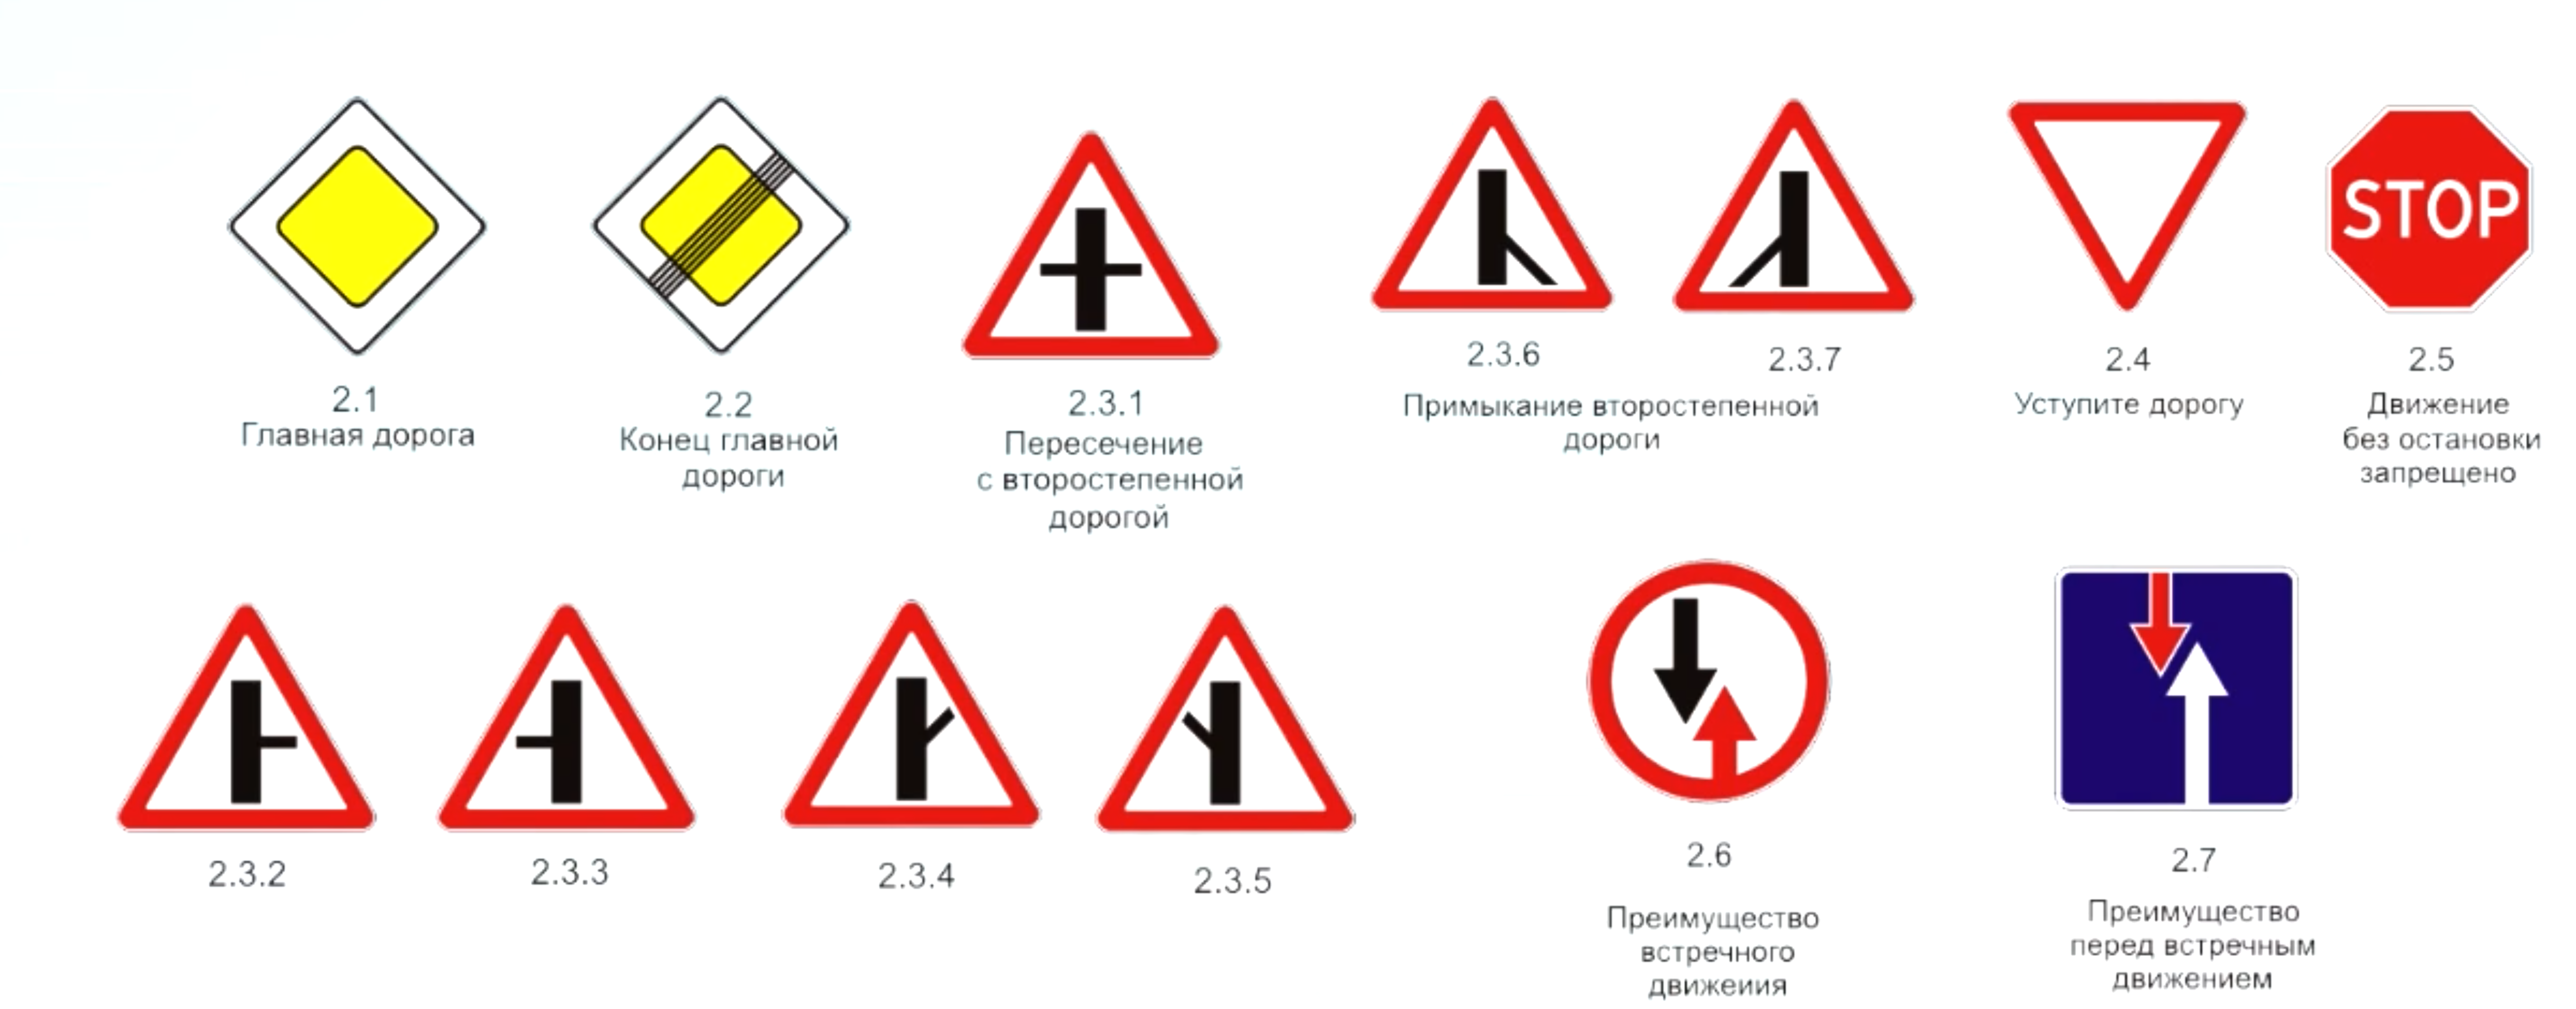 STOP
2.1
Главная дорога
2.2
Конец главной
дороги
2.3.1
Пересечение
с второстепенной
дорогой
2.3.6
2.3.7
Примыкание второстепенной
дороги
2.4
Уступите дорогу
2.5
Движение
без остановки
запрещено
2.3.2
2.3.3
2.3.4
2.3.5
2.6
Преимущество
встречного
движеиия
2.7
Преимущество
перед встречным
движением